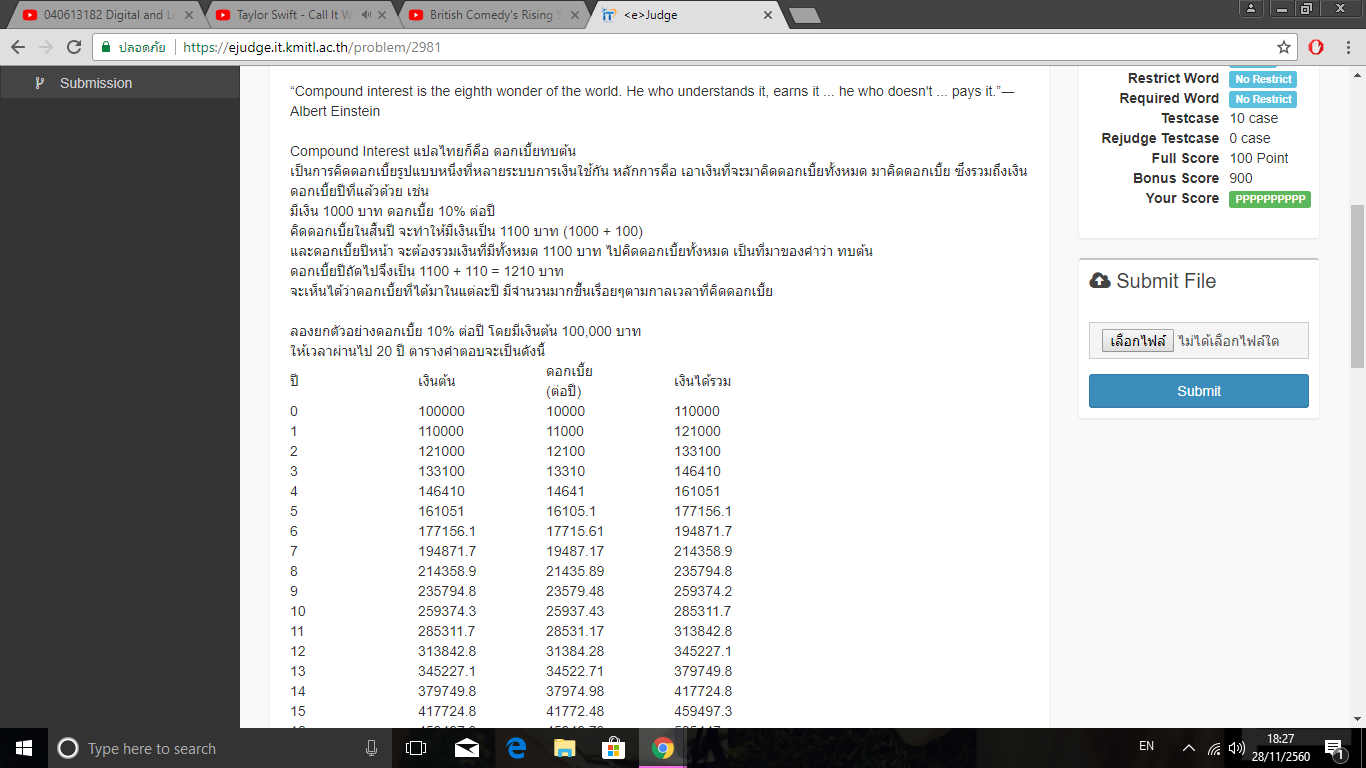 040613182 Digital and L
Taylor Swift - Call It W
British Comedy's Rising S
<e>Judge
ปลอดภัย
https://ejudge.it.kmitl.ac.th/problem/2981
Submission
“Compound interest is the eighth wonder of the world. He who understands it, earns it ... he who doesn't ... pays it.”―
Albert Einstein
Compound Interest แปลไทยก็คือ ดอกเบี้ยทบต้น
เป็นการคิดดอกเบี้ยรูปแบบหนึ่งที่หลายระบบการเงินใช้กัน หลักการคือ เอาเงินที่จะมาคิดดอกเบี้ยทั้งหมด มาคิดดอกเบี้ย ซึ่งรวมถึงเงิน
ดอกเบี้ยปีที่แล้วด้วย เช่น
มีเงิน 1000 บาท ดอกเบี้ย 10% ต่อปี
คิดดอกเบี้ยในสิ้นปี จะทำให้มีเงินเป็น 1100 บาท (1000 + 100)
และดอกเบี้ยปีหน้า จะต้องรวมเงินที่มีทั้งหมด 1100 บาท ไปคิดดอกเบี้ยทั้งหมด เป็นที่มาของคำว่า ทบต้น
ดอกเบี้ยปีถัดไปจึงเป็น 1100 + 110 = 1210 บาท
จะเห็นได้ว่าดอกเบี้ยที่ได้มาในแต่ละปี มีจำนวนมากขึ้นเรื่อยๆตามกาลเวลาที่คิดดอกเบี้ย
ลองยกตัวอย่างดอกเบี้ย 10% ต่อปี โดยมีเงินต้น 100,000 บาท
ให้เวลาผ่านไป 20 ปี ตารางคำตอบจะเป็นดังนี้
ปี เงินต้น ดอกเบี้ย (ต่อปี) เงินได้รวม
0 100000 10000 110000
1 110000 11000 121000
2 121000 12100 133100
3 133100 13310 146410
4 146410 14641 161051
5 161051 16105.1 177156.1
6 177156.1 17715.61 194871.7
7 194871.7 19487.17 214358.9
8 214358.9 21435.89 235794.8
9 235794.8 23579.48 259374.2
10 259374.3 25937.43 285311.7
11 285311.7 28531.17 313842.8
12 313842.8 31384.28 345227.1
13 345227.1 34522.71 379749.8
14 379749.8 37974.98 417724.8
15 417724.8 41772.48 459497.3
Restrict Word No Restrict
Required Word No Restrict
Testcase 10 case
Rejudge Testcase 0 case
Full Score 100 Point
Bonus Score 900
Your Score PPPPPPPPPP
Submit File
เลือกไฟล์ ไม่ได้เลือกไฟล์ใด
Submit
Type here to search
EN
18:27
28/11/2560
1